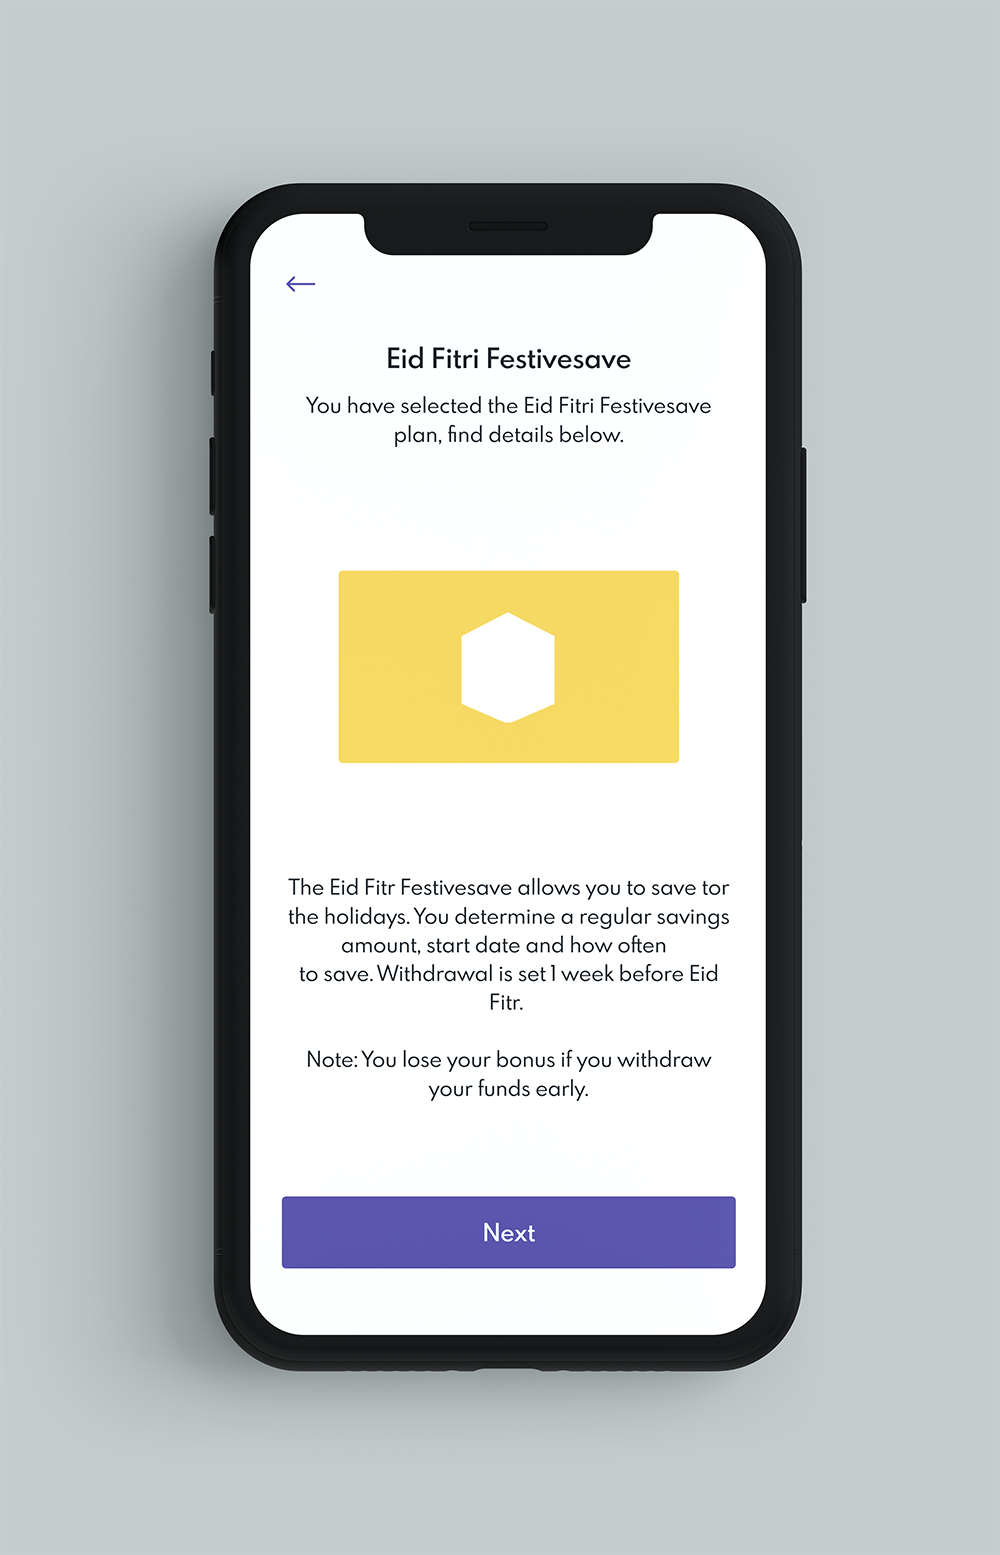 Eid Fitri Festivesave
You have selected the Eid Fitri Festivesave
plan, find details below.
The Eid Fitr Festivesave allows you to save tor
the holidays. You determine a regular savings
amount, start date and how often
to save. Withdrawal is set 1 week before Eid
Fitr.
Note: You lose your bonus if you withdraw
your funds early.
Next